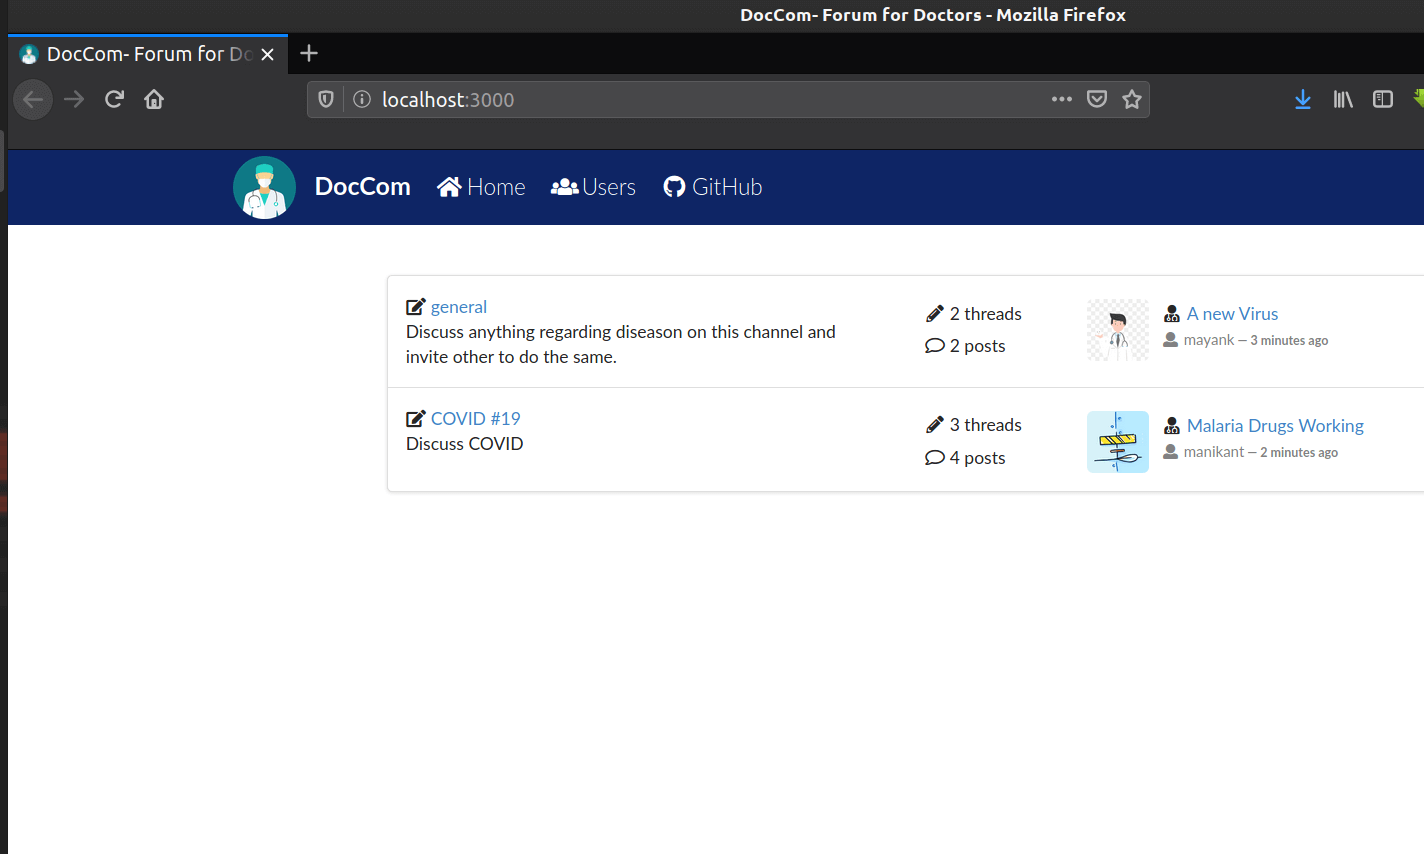 DocCom- Forum for Doctors - Mozilla Firefox
DocCom- Forum for Do
localhost:3000
DocCom Home Users GitHub
general
Discuss anything regarding diseason on this channel and
invite other to do the same.
2 threads
2 posts
A new Virus
mayank — 3 minutes ago
COVID #19
Discuss COVID
3 threads
4 posts
Malaria Drugs Working
manikant — 2 minutes ago